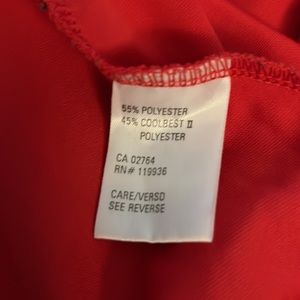 55% POLYESTER
45% COOLBEST II
POLYESTER
CA 02764
RN# 119936
CARE/VERSO
SEE REVERSE